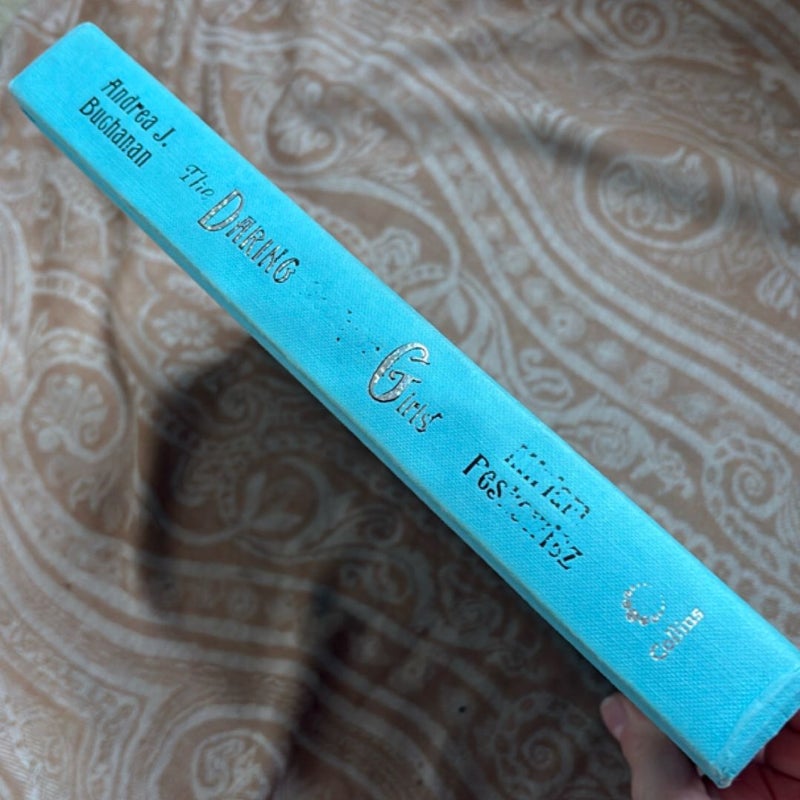 Andrea J.
Buchanan
The
DARING
Girls
Miriam
Peskowitz
Collins